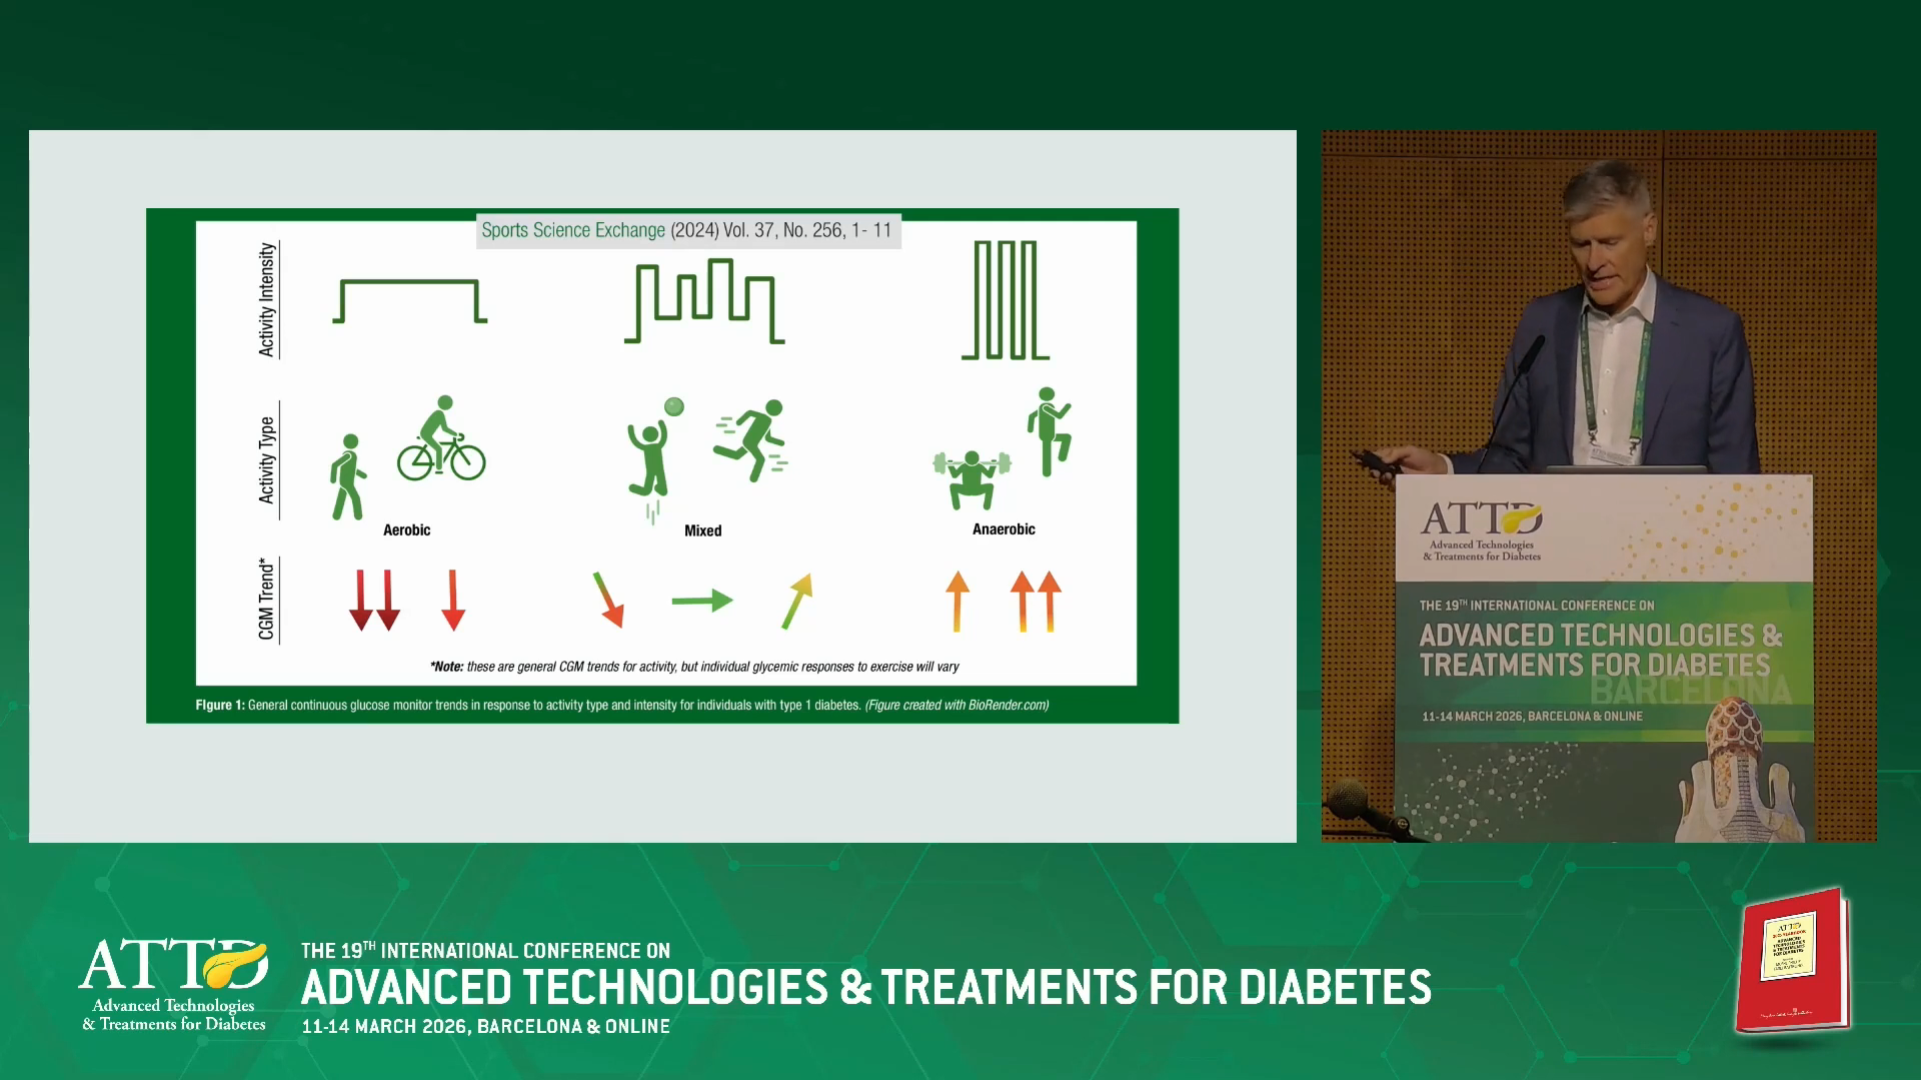 Sports Science Exchange (2024) Vol. 37, No. 256, 1- 11
Activity Intensity
Activity Type
Aerobic
Mixed
Anaerobic
CGM Trend*
*Note: these are general CGM trends for activity, but individual glycemic responses to exercise will vary
Figure 1: General continuous glucose monitor trends in response to activity type and intensity for individuals with type 1 diabetes. (Figure created with BioRender.com)
ATTD
Advanced Technologies
& Treatments for Diabetes
THE 19TH INTERNATIONAL CONFERENCE ON
ADVANCED TECHNOLOGIES &
TREATMENTS FOR DIABETES
BARCELONA
11-14 MARCH 2026, BARCELONA & ONLINE
ATTD
Advanced Technologies
& Treatments for Diabetes
THE 19TH INTERNATIONAL CONFERENCE ON
ADVANCED TECHNOLOGIES & TREATMENTS FOR DIABETES
11-14 MARCH 2026, BARCELONA & ONLINE
ATTD